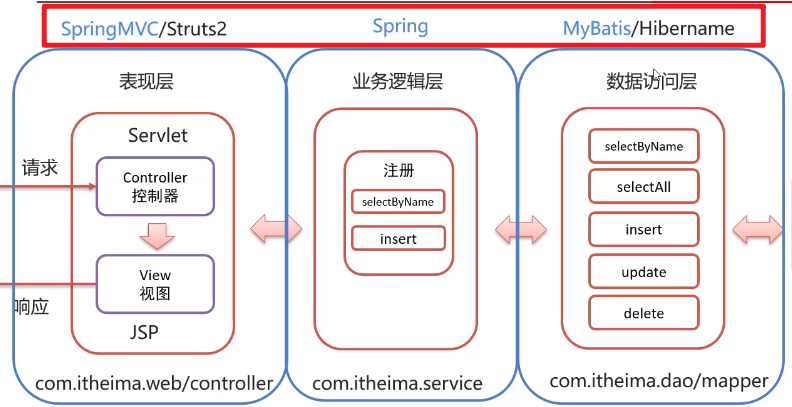 SpringMVC/Struts2
Spring
MyBatis/Hibername
表现层
业务逻辑层
数据访问层
Servlet
请求
Controller
控制器
View
视图
响应
JSP
注册
selectByName
insert
selectByName
selectAll
insert
update
delete
com.itheima.web/controller
com.itheima.service
com.itheima.dao/mapper